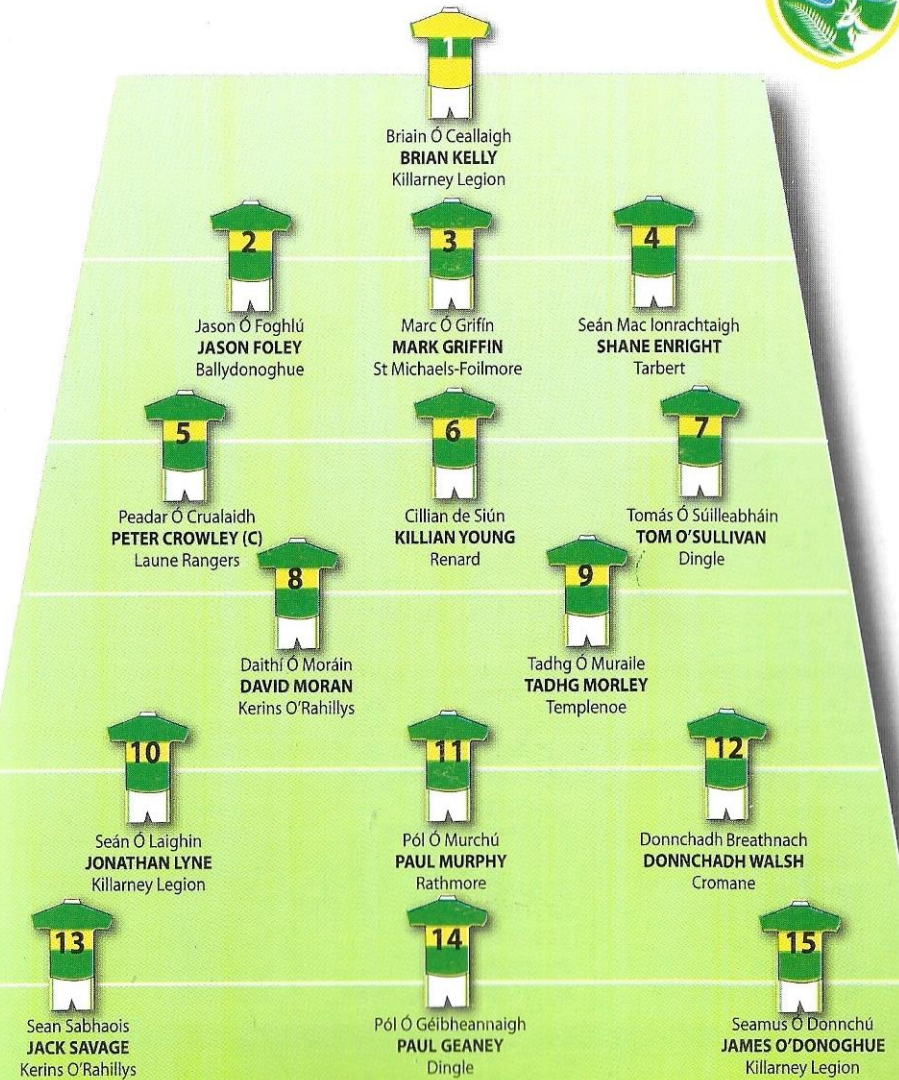 1
Briain Ó Ceallaigh
BRIAN KELLY
Killarney Legion
2
Jason Ó Foghlú
JASON FOLEY
Ballydonoghue
3
Marc Ó Grifín
MARK GRIFFIN
St Michaels-Foilmore
4
Seán Mac Ionrachtaigh
SHANE ENRIGHT
Tarbert
5
Peadar Ó Crualaidh
PETER CROWLEY (C)
Laune Rangers
6
Cillian de Siún
KILLIAN YOUNG
Renard
7
Tomás Ó Súilleabháin
TOM O'SULLIVAN
Dingle
8
Daithí Ó Moráin
DAVID MORAN
Kerins O'Rahillys
9
Tadhg Ó Muraile
TADHG MORLEY
Templenoe
10
Seán Ó Laighin
JONATHAN LYNE
Killarney Legion
11
Pól Ó Murchú
PAUL MURPHY
Rathmore
12
Donnchadh Breathnach
DONNCHADH WALSH
Cromane
13
Sean Sabhaois
JACK SAVAGE
Kerins O'Rahillys
14
Pól Ó Géibheannaigh
PAUL GEANEY
Dingle
15
Seamus Ó Donnchú
JAMES O'DONOGHUE
Killarney Legion